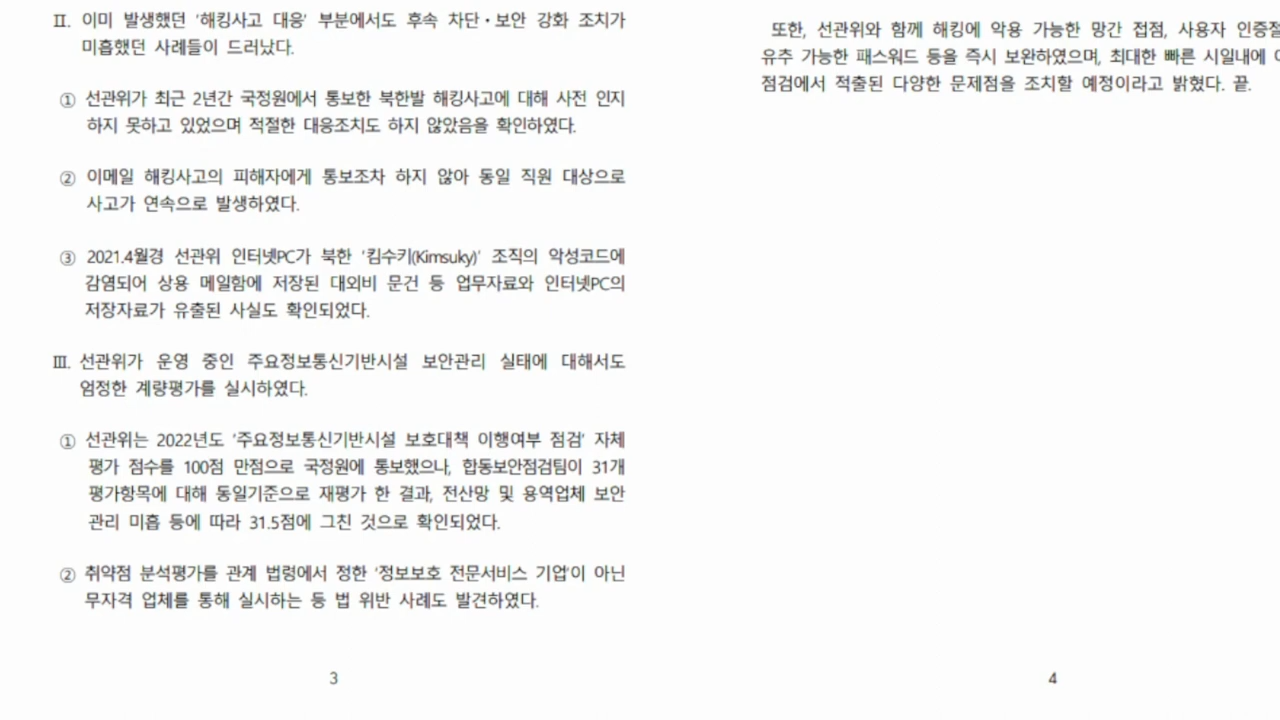 Ⅱ. 이미 발생했던 '해킹사고 대응' 부분에서도 후속 차단·보안 강화 조치가
미흡했던 사례들이 드러났다.
① 선관위가 최근 2년간 국정원에서 통보한 북한발 해킹사고에 대해 사전 인지
하지 못하고 있었으며 적절한 대응조치도 하지 않았음을 확인하였다.
② 이메일 해킹사고의 피해자에게 통보조차 하지 않아 동일 직원 대상으로
사고가 연속으로 발생하였다.
③ 2021.4월경 선관위 인터넷PC가 북한 '킴수키(Kimsuky)' 조직의 악성코드에
감염되어 상용 메일함에 저장된 대외비 문건 등 업무자료와 인터넷PC의
저장자료가 유출된 사실도 확인되었다.
Ⅲ. 선관위가 운영 중인 주요정보통신기반시설 보안관리 실태에 대해서도
엄정한 계량평가를 실시하였다.
① 선관위는 2022년도 '주요정보통신기반시설 보호대책 이행여부 점검' 자체
평가 점수를 100점 만점으로 국정원에 통보했으나, 합동보안점검팀이 31개
평가항목에 대해 동일기준으로 재평가 한 결과, 전산망 및 용역업체 보안
관리 미흡 등에 따라 31.5점에 그친 것으로 확인되었다.
② 취약점 분석평가를 관계 법령에서 정한 '정보보호 전문서비스 기업'이 아닌
무자격 업체를 통해 실시하는 등 법 위반 사례도 발견하였다.
3
또한, 선관위와 함께 해킹에 악용 가능한 망간 접점, 사용자
유추 가능한 패스워드 등을 즉시 보완하였으며, 최대한 빠른 시일내에
점검에서 적출된 다양한 문제점을 조치할 예정이라고 밝혔다. 끝.
4